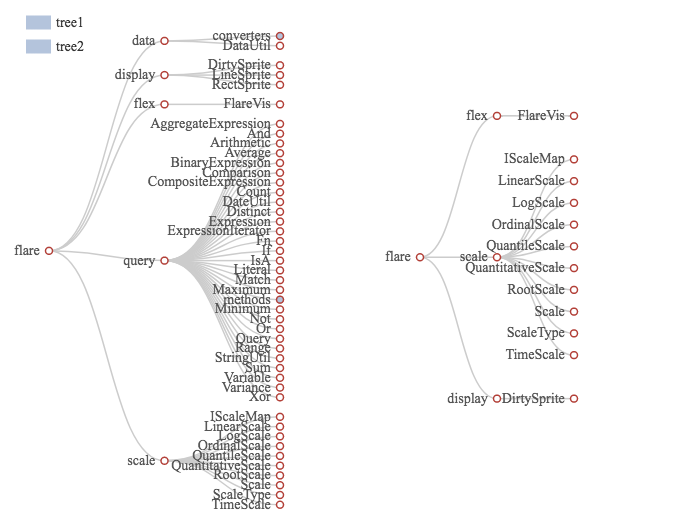 tree1
tree2
flare
data
converters
DataUtil
display
DirtySprite
LineSprite
RectSprite
flex
FlareVis
query
AggregateExpression
And
Arithmetic
Average
BinaryExpression
Comparison
CompositeExpression
Count
DateUtil
Distinct
Expression
ExpressionIterator
Fn
If
IsA
Literal
Match
Maximum
methods
Minimum
Not
Or
Query
Range
StringUtil
Sum
Variable
Variance
Xor
scale
IScaleMap
LinearScale
LogScale
OrdinalScale
QuantileScale
QuantitativeScale
RootScale
Scale
ScaleType
TimeScale
flare
flex
FlareVis
scale
IScaleMap
LinearScale
LogScale
OrdinalScale
QuantileScale
QuantitativeScale
RootScale
Scale
ScaleType
TimeScale
display
DirtySprite